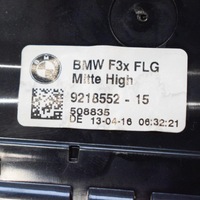 BMW F3x FLG
Mitte High
9218552 - 15
508835
DE 13-04-16 06:32:21